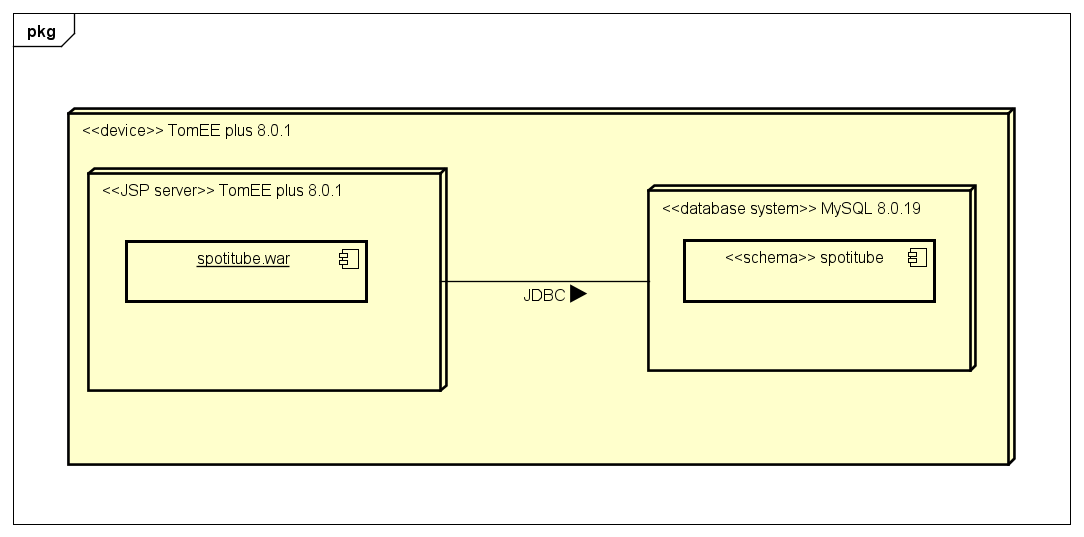 pkg
<<device>> TomEE plus 8.0.1
<<JSP server>> TomEE plus 8.0.1
<<database system>> MySQL 8.0.19
spotitube.war
<<schema>> spotitube
JDBC